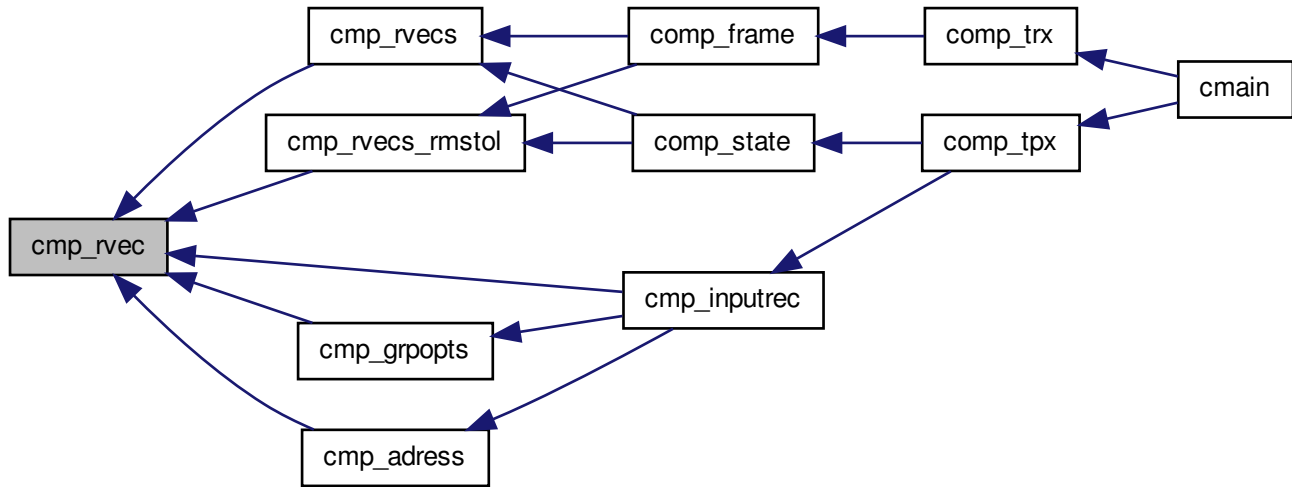 cmp_rvecs
comp_frame
comp_trx
cmain
cmp_rvecs_rmstol
comp_state
comp_tpx
cmp_rvec
cmp_inputrec
cmp_grpopts
cmp_adress